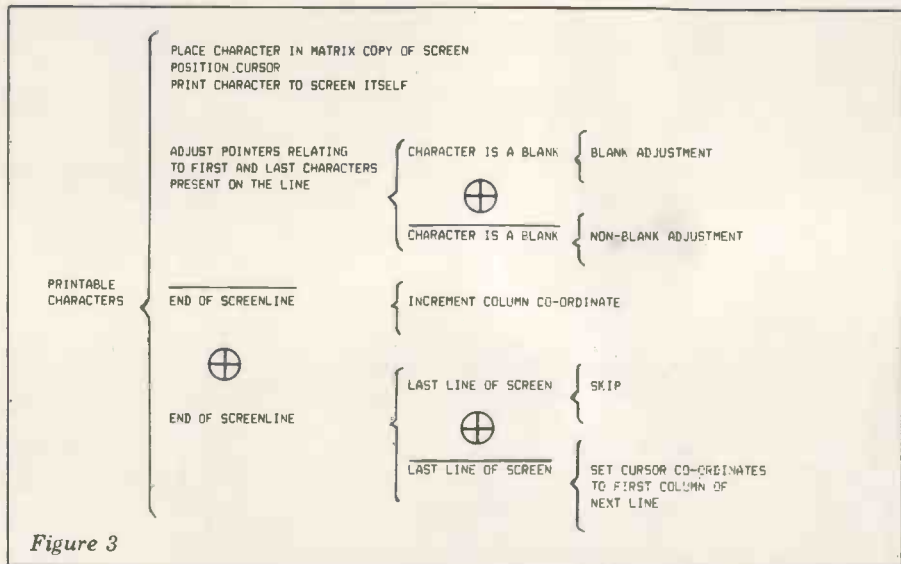 PLACE CHARACTER IN MATRIX COPY OF SCREEN
POSITION.CURSOR
PRINT CHARACTER TO SCREEN ITSELF
ADJUST POINTERS RELATING
TO FIRST AND LAST CHARACTERS
PRESENT ON THE LINE
CHARACTER IS A BLANK
BLANK ADJUSTMENT
CHARACTER IS A BLANK
NON-BLANK ADJUSTMENT
PRINTABLE
CHARACTERS
END OF SCREENLINE
INCREMENT COLUMN CO-ORDINATE
END OF SCREENLINE
LAST LINE OF SCREEN
SKIP
LAST LINE OF SCREEN
SET CURSOR CO-ORDINATES
TO FIRST COLUMN OF
NEXT LINE
Figure 3